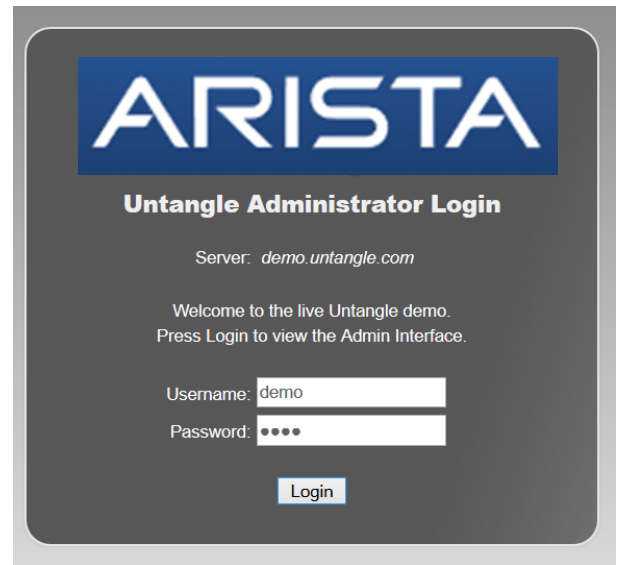 ARISTA
Untangle Administrator Login
Server: demo.untangle.com
Welcome to the live Untangle demo.
Press Login to view the Admin Interface.
Username: demo
Password: ●●●●
Login